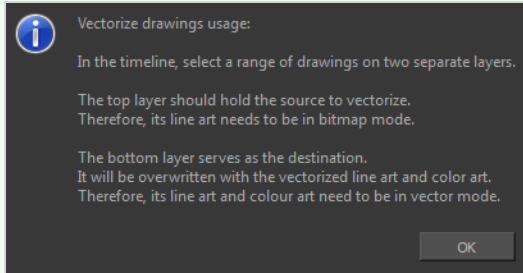 Vectorize drawings usage:
In the timeline, select a range of drawings on two separate layers.
The top layer should hold the source to vectorize.
Therefore, its line art needs to be in bitmap mode.
The bottom layer serves as the destination.
It will be overwritten with the vectorized line art and color art.
Therefore, its line art and colour art need to be in vector mode.
OK